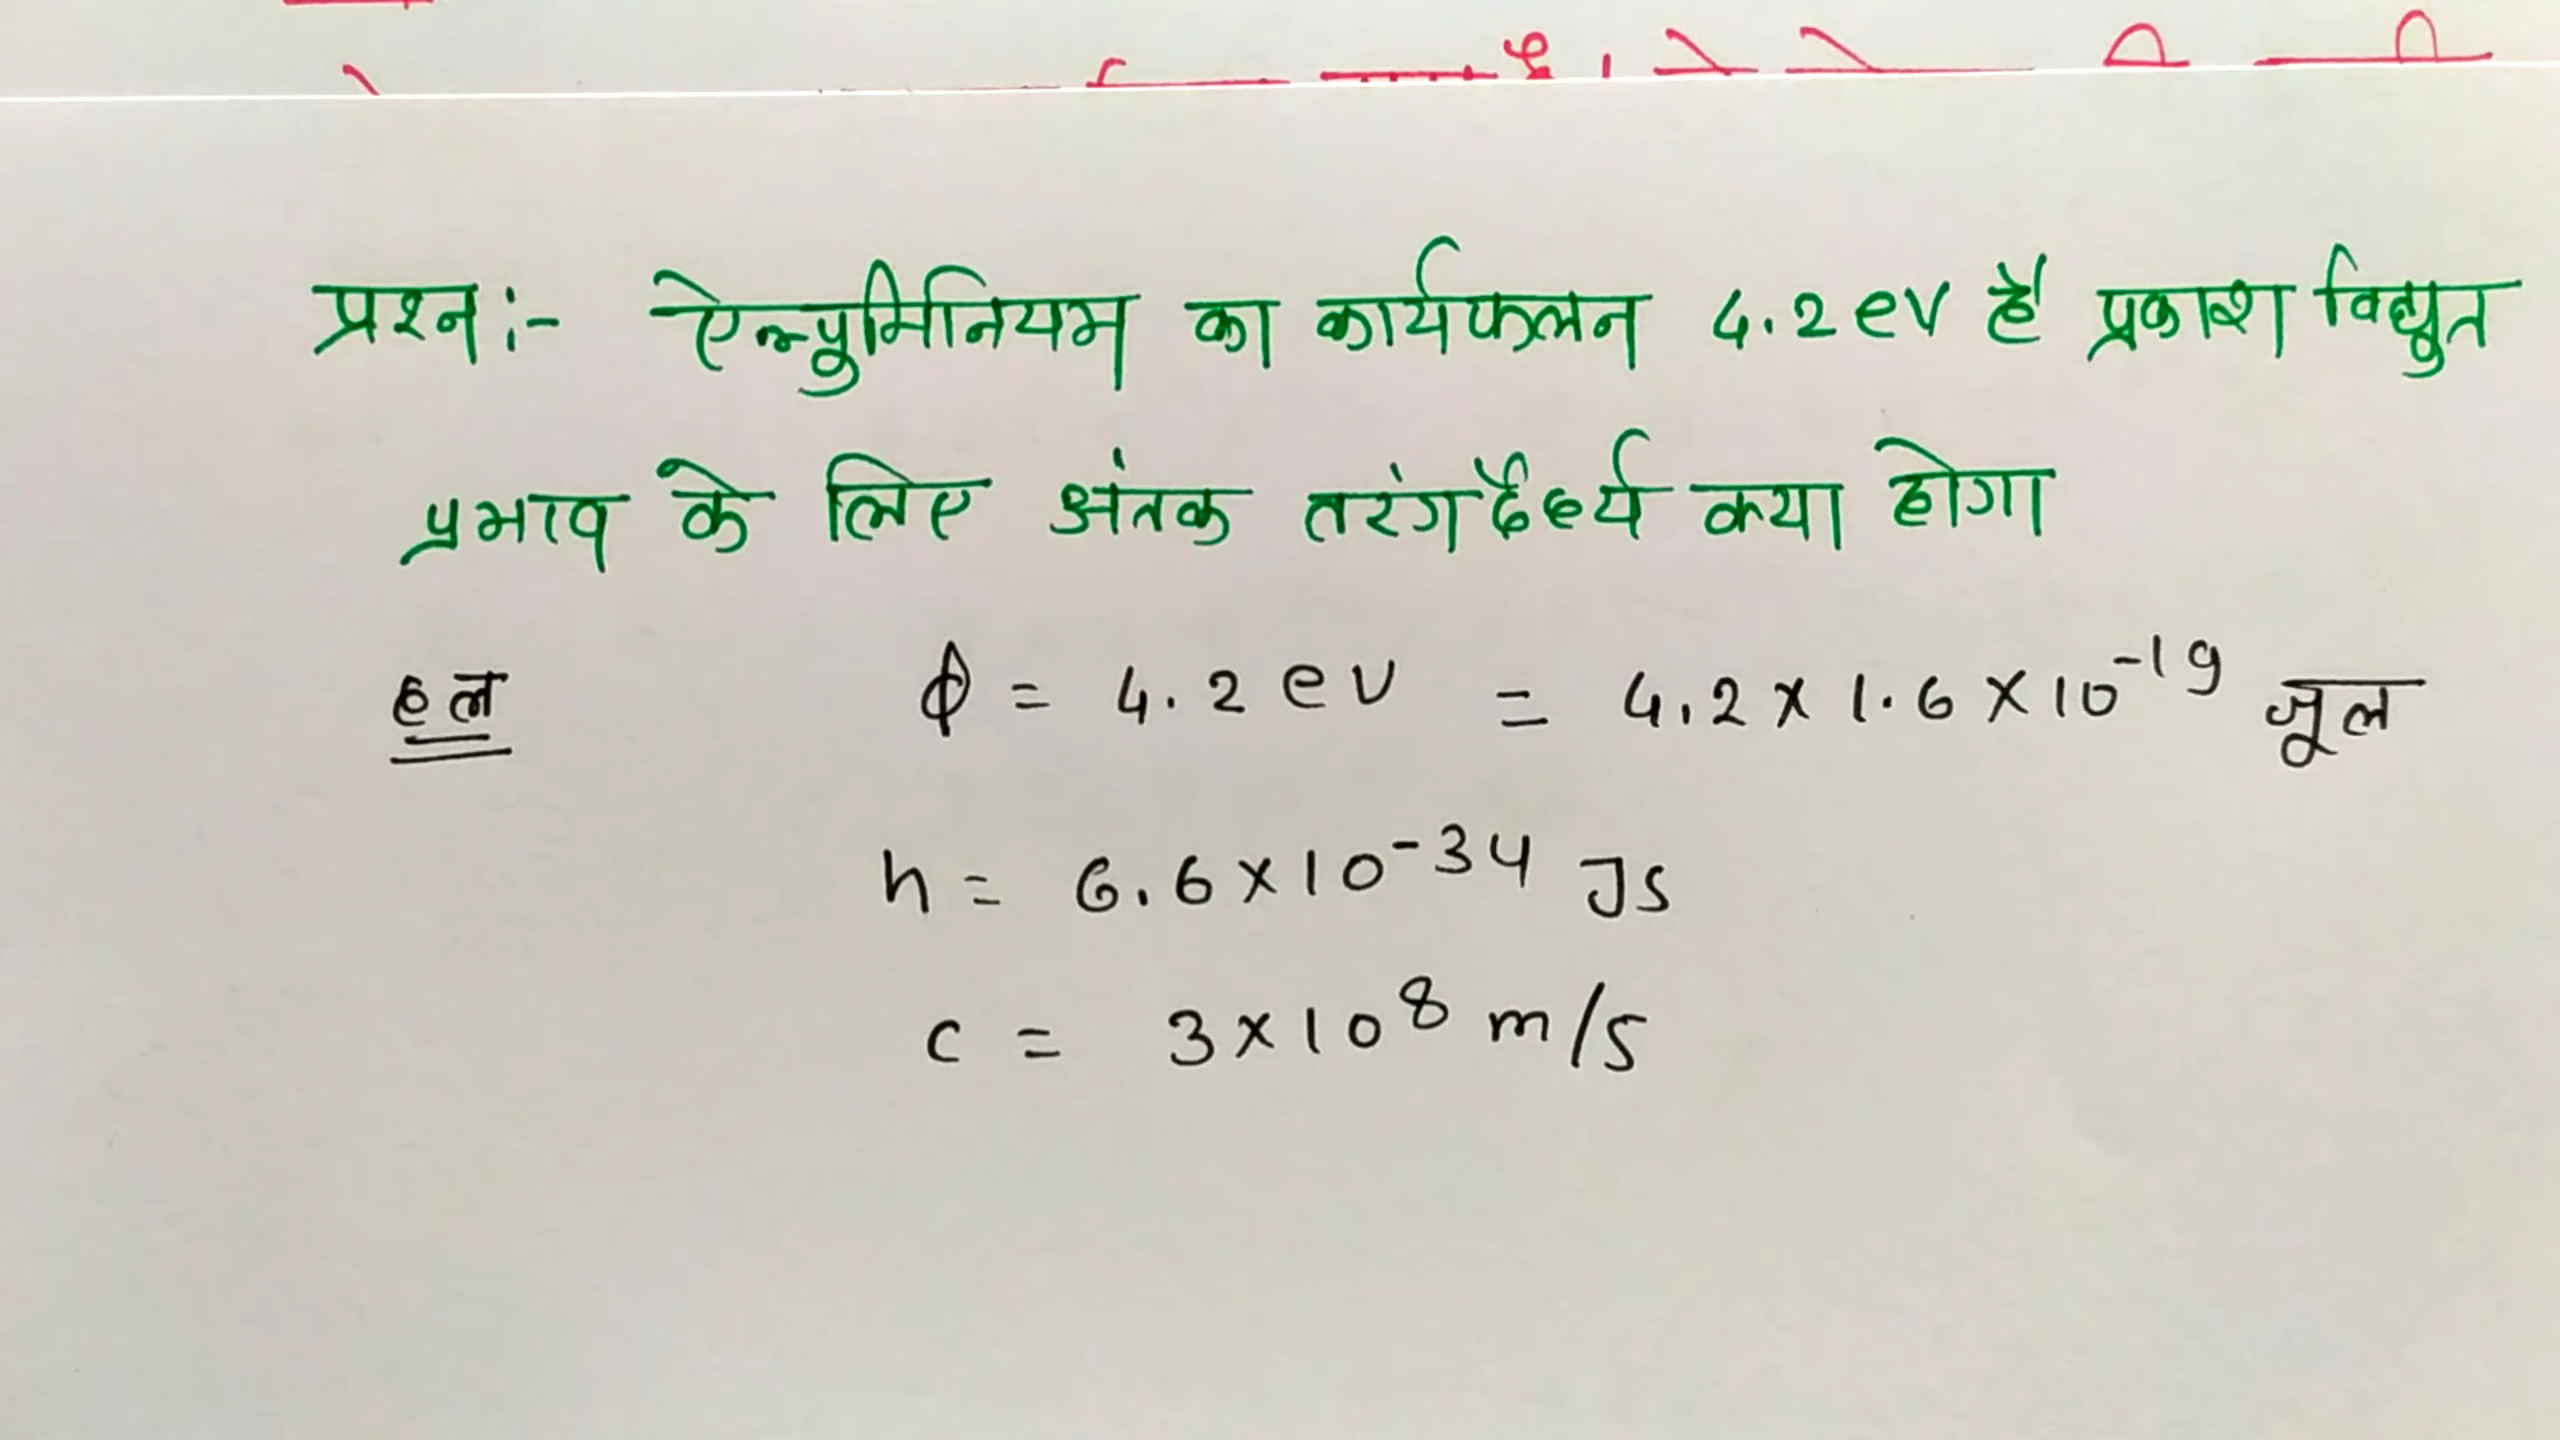 प्रश्न:- ऐल्युमिनियम का कार्यफलन 4.2 eV है प्रकाश विद्युत
प्रभाव के लिए अंतक तरंगदैर्ध्य क्या होगा
हल ϕ = 4.2 eV = 4.2 × 1.6 × 10⁻¹⁹ जूल
h = 6.6 × 10⁻³⁴ Js
c = 3 × 10⁸ m/s